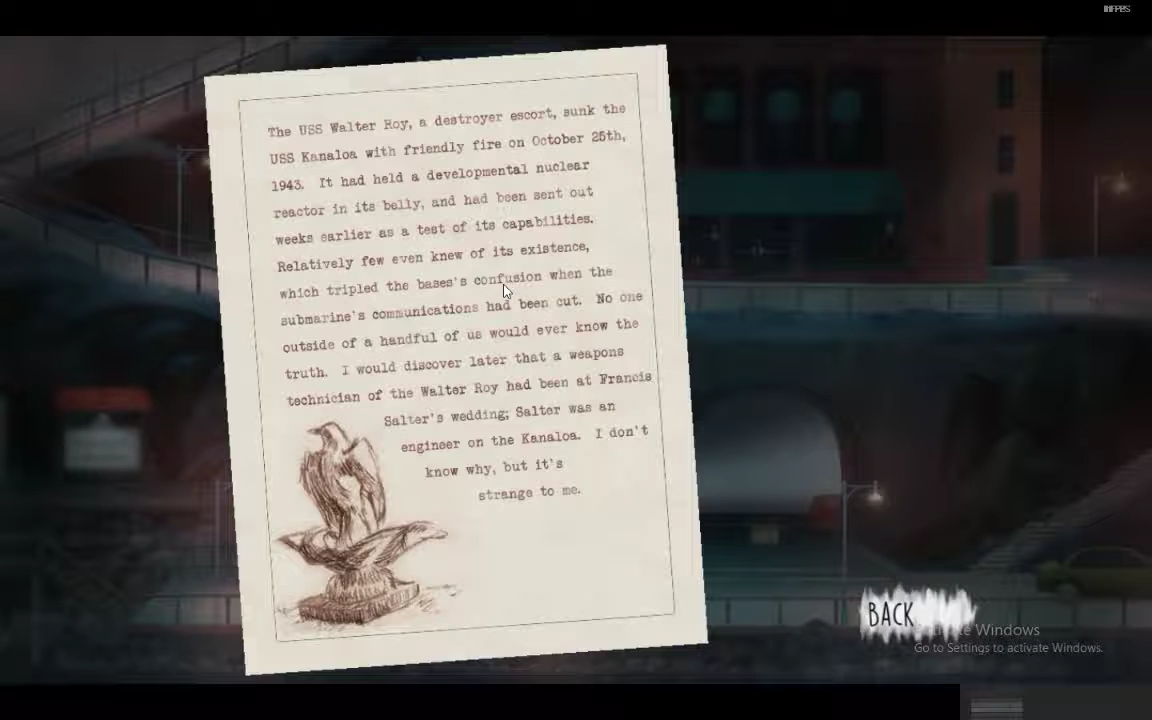 The USS Walter Roy, a destroyer escort, sunk the
USS Kanaloa with friendly fire on October 25th,
1943. It had held a developmental nuclear
reactor in its belly, and had been sent out
weeks earlier as a test of its capabilities.
Relatively few even knew of its existence,
which tripled the bases's confusion when the
submarine's communications had been cut. No one
outside of a handful of us would ever know the
truth. I would discover later that a weapons
technician of the Walter Roy had been at Francis
Salter's wedding; Salter was an
engineer on the Kanaloa. I don't
know why, but it's
strange to me.
BACK
Windows
Go to Settings to activate Windows.